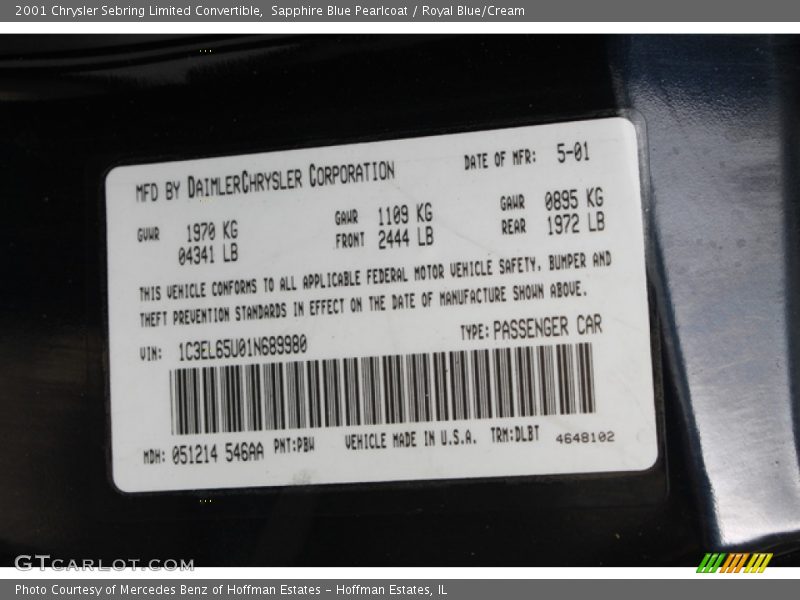 2001 Chrysler Sebring Limited Convertible,  Sapphire Blue Pearlcoat / Royal Blue/Cream
MFD BY DAIMLERCHRYSLER CORPORATION DATE OF MFR: 5-01
GVWR 1970 KG GAWR 1109 KG GAWR 0895 KG
04341 LB FRONT 2444 LB REAR 1972 LB
THIS VEHICLE CONFORMS TO ALL APPLICABLE FEDERAL MOTOR VEHICLE SAFETY, BUMPER AND
THEFT PREVENTION STANDARDS IN EFFECT ON THE DATE OF MANUFACTURE SHOWN ABOVE.
VIN: 1C3EL65U01N689980 TYPE: PASSENGER CAR
MDH: 051214 546AA PNT:PBW VEHICLE MADE IN U.S.A. TRM:DLBT 4648102
GTCARLOT.COM
Photo Courtesy of Mercedes Benz of Hoffman Estates - Hoffman Estates, IL